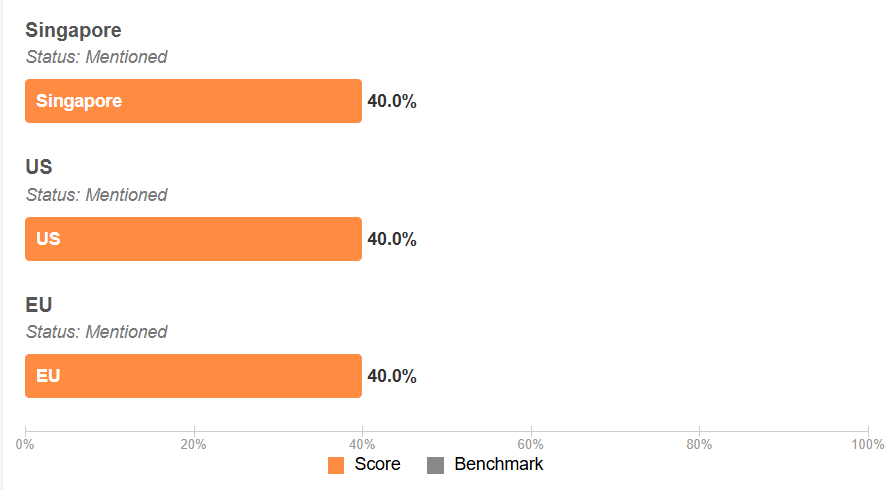 Singapore
Status: Mentioned
Singapore 40.0%
US
Status: Mentioned
US 40.0%
EU
Status: Mentioned
EU 40.0%
0% 20% 40% 60% 80% 100%
Score Benchmark